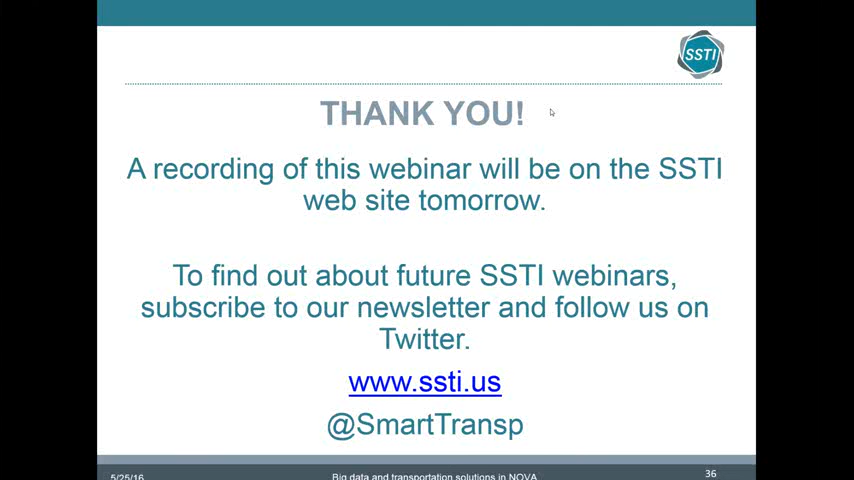 SSTI
THANK YOU!
A recording of this webinar will be on the SSTI
web site tomorrow.
To find out about future SSTI webinars,
subscribe to our newsletter and follow us on
Twitter.
www.ssti.us
@SmartTransp
5/25/16
Big data and transportation solutions in NOVA
36